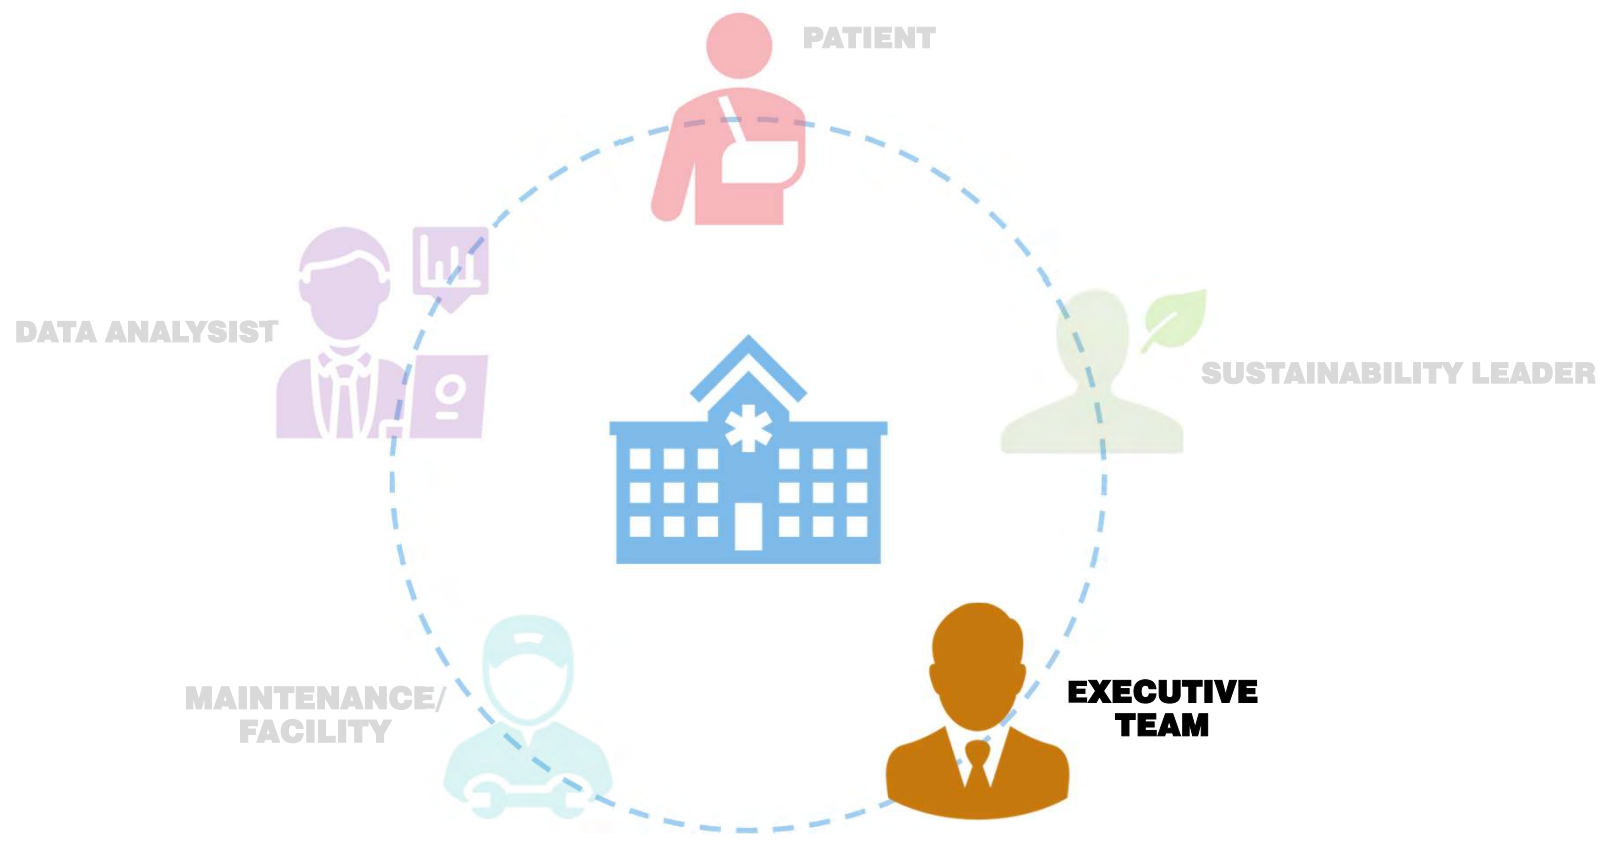 PATIENT
DATA ANALYSIST
SUSTAINABILITY LEADER
MAINTENANCE/
FACILITY
EXECUTIVE
TEAM